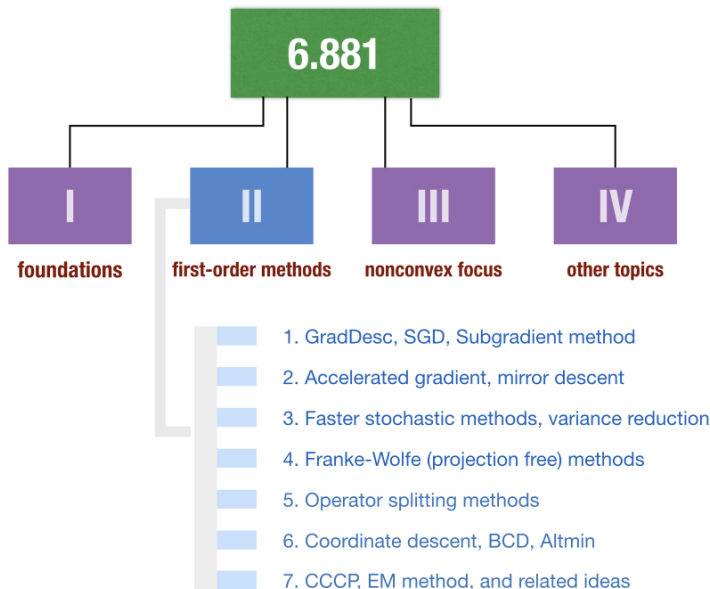 6.881
I
II
III
IV
foundations
first-order methods
nonconvex focus
other topics
1. GradDesc, SGD, Subgradient method
2. Accelerated gradient, mirror descent
3. Faster stochastic methods, variance reduction
4. Franke-Wolfe (projection free) methods
5. Operator splitting methods
6. Coordinate descent, BCD, Altmin
7. CCCP, EM method, and related ideas